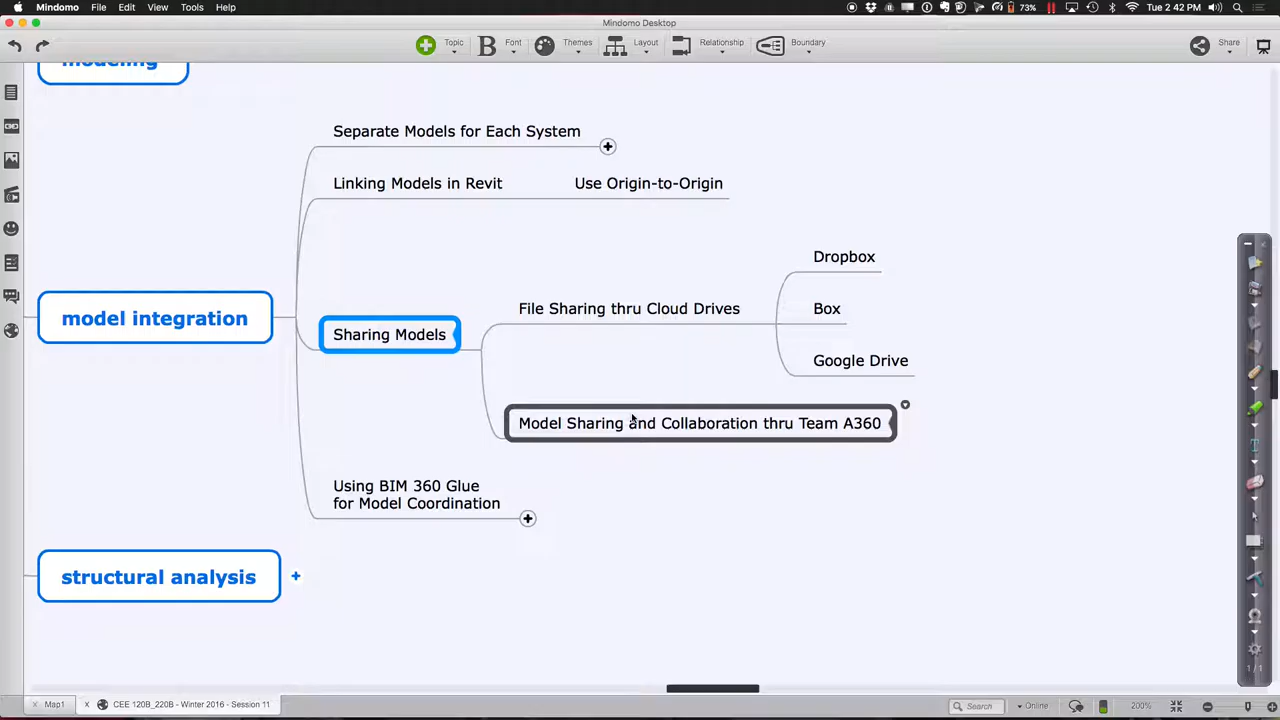 Mindomo File Edit View Tools Help
73% Tue 2.42 PM
Mindomo Desktop
Topic Font Themes Layout Relationship Boundary Share
modeling
Separate Models for Each System
Linking Models in Revit Use Origin-to-Origin
Dropbox
File Sharing thru Cloud Drives Box
model integration
Sharing Models
Google Drive
Model Sharing and Collaboration thru Team A360
Using BIM 360 Glue
for Model Coordination
structural analysis
1/1
x Map1 x CEE 120B_220B - Winter 2016 - Session 11 Search Online 200%